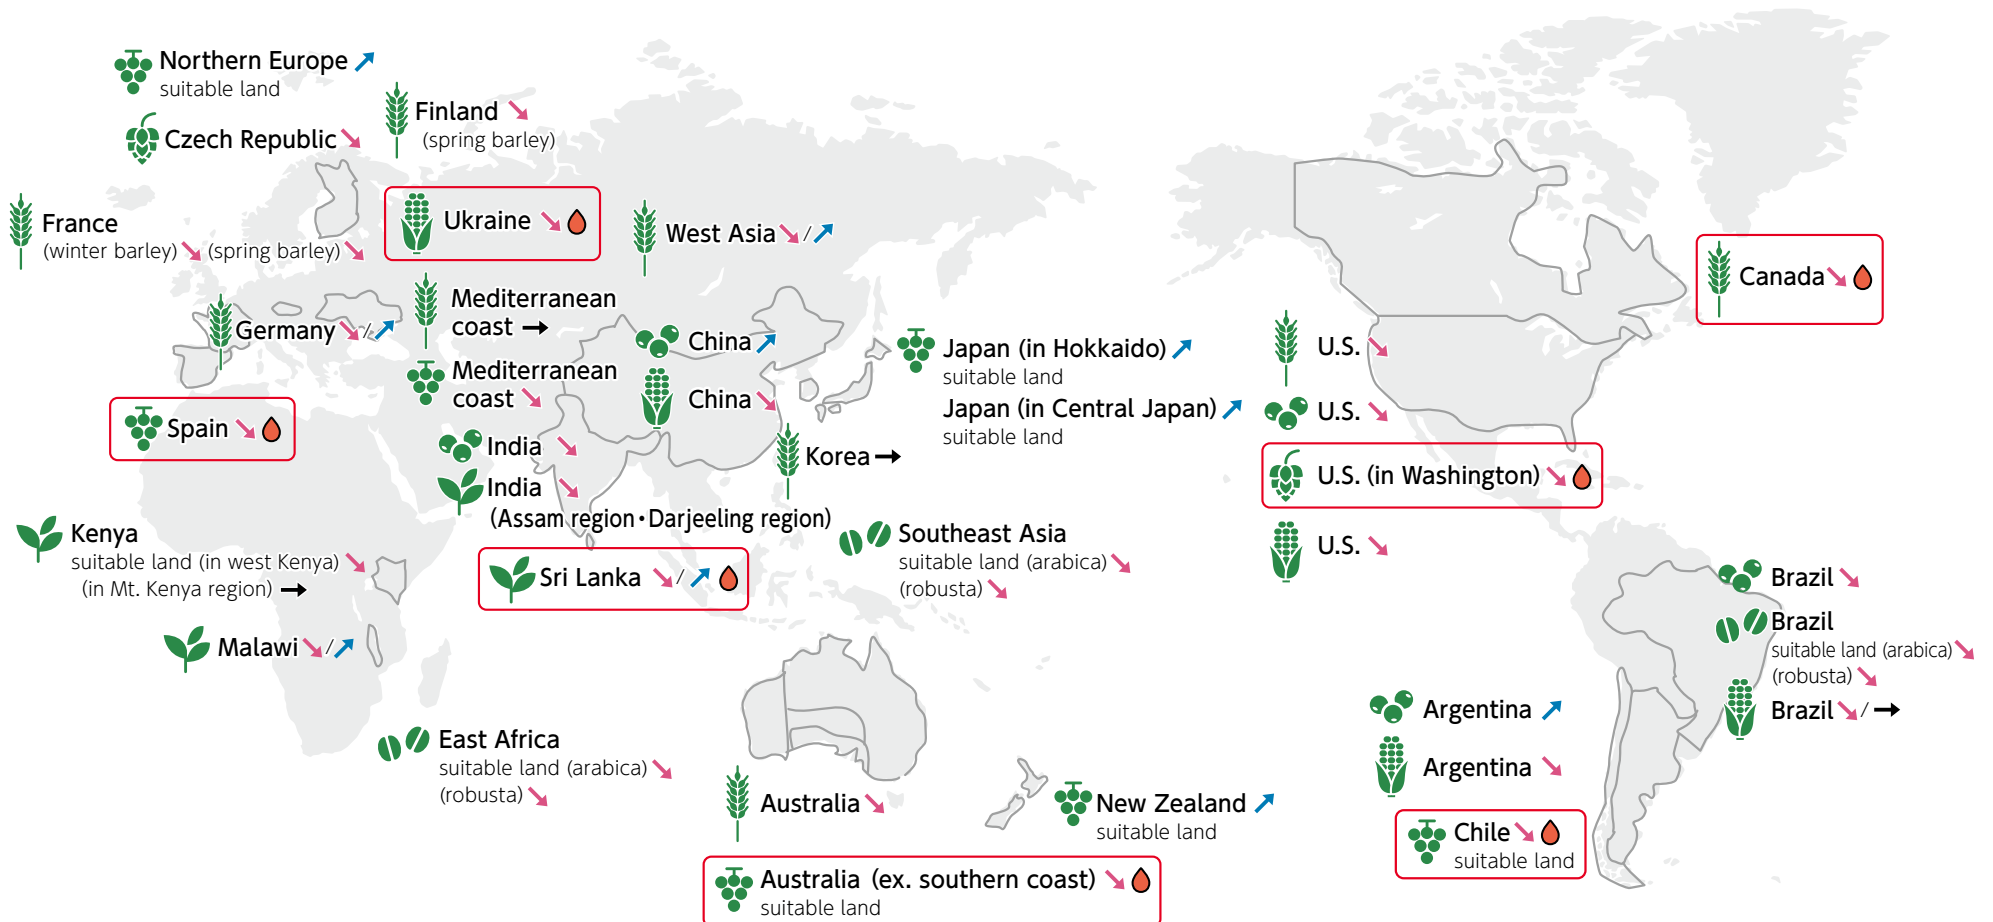 Northern Europe
suitable land
Czech Republic
Finland
(spring barley)
France
(winter barley) (spring barley)
Ukraine
West Asia /
Canada
Germany /
Mediterranean
coast
Mediterranean
coast
China
China
Japan (in Hokkaido)
suitable land
Japan (in Central Japan)
suitable land
U.S.
U.S.
U.S. (in Washington)
U.S.
Spain
India
India
(Assam region・Darjeeling region)
Korea
Kenya
suitable land (in west Kenya)
(in Mt. Kenya region)
Sri Lanka /
Southeast Asia
suitable land (arabica)
(robusta)
Malawi /
Brazil
Brazil
suitable land (arabica)
(robusta)
Brazil /
East Africa
suitable land (arabica)
(robusta)
Argentina
Argentina
Australia
New Zealand
suitable land
Chile
suitable land
Australia (ex. southern coast)
suitable land